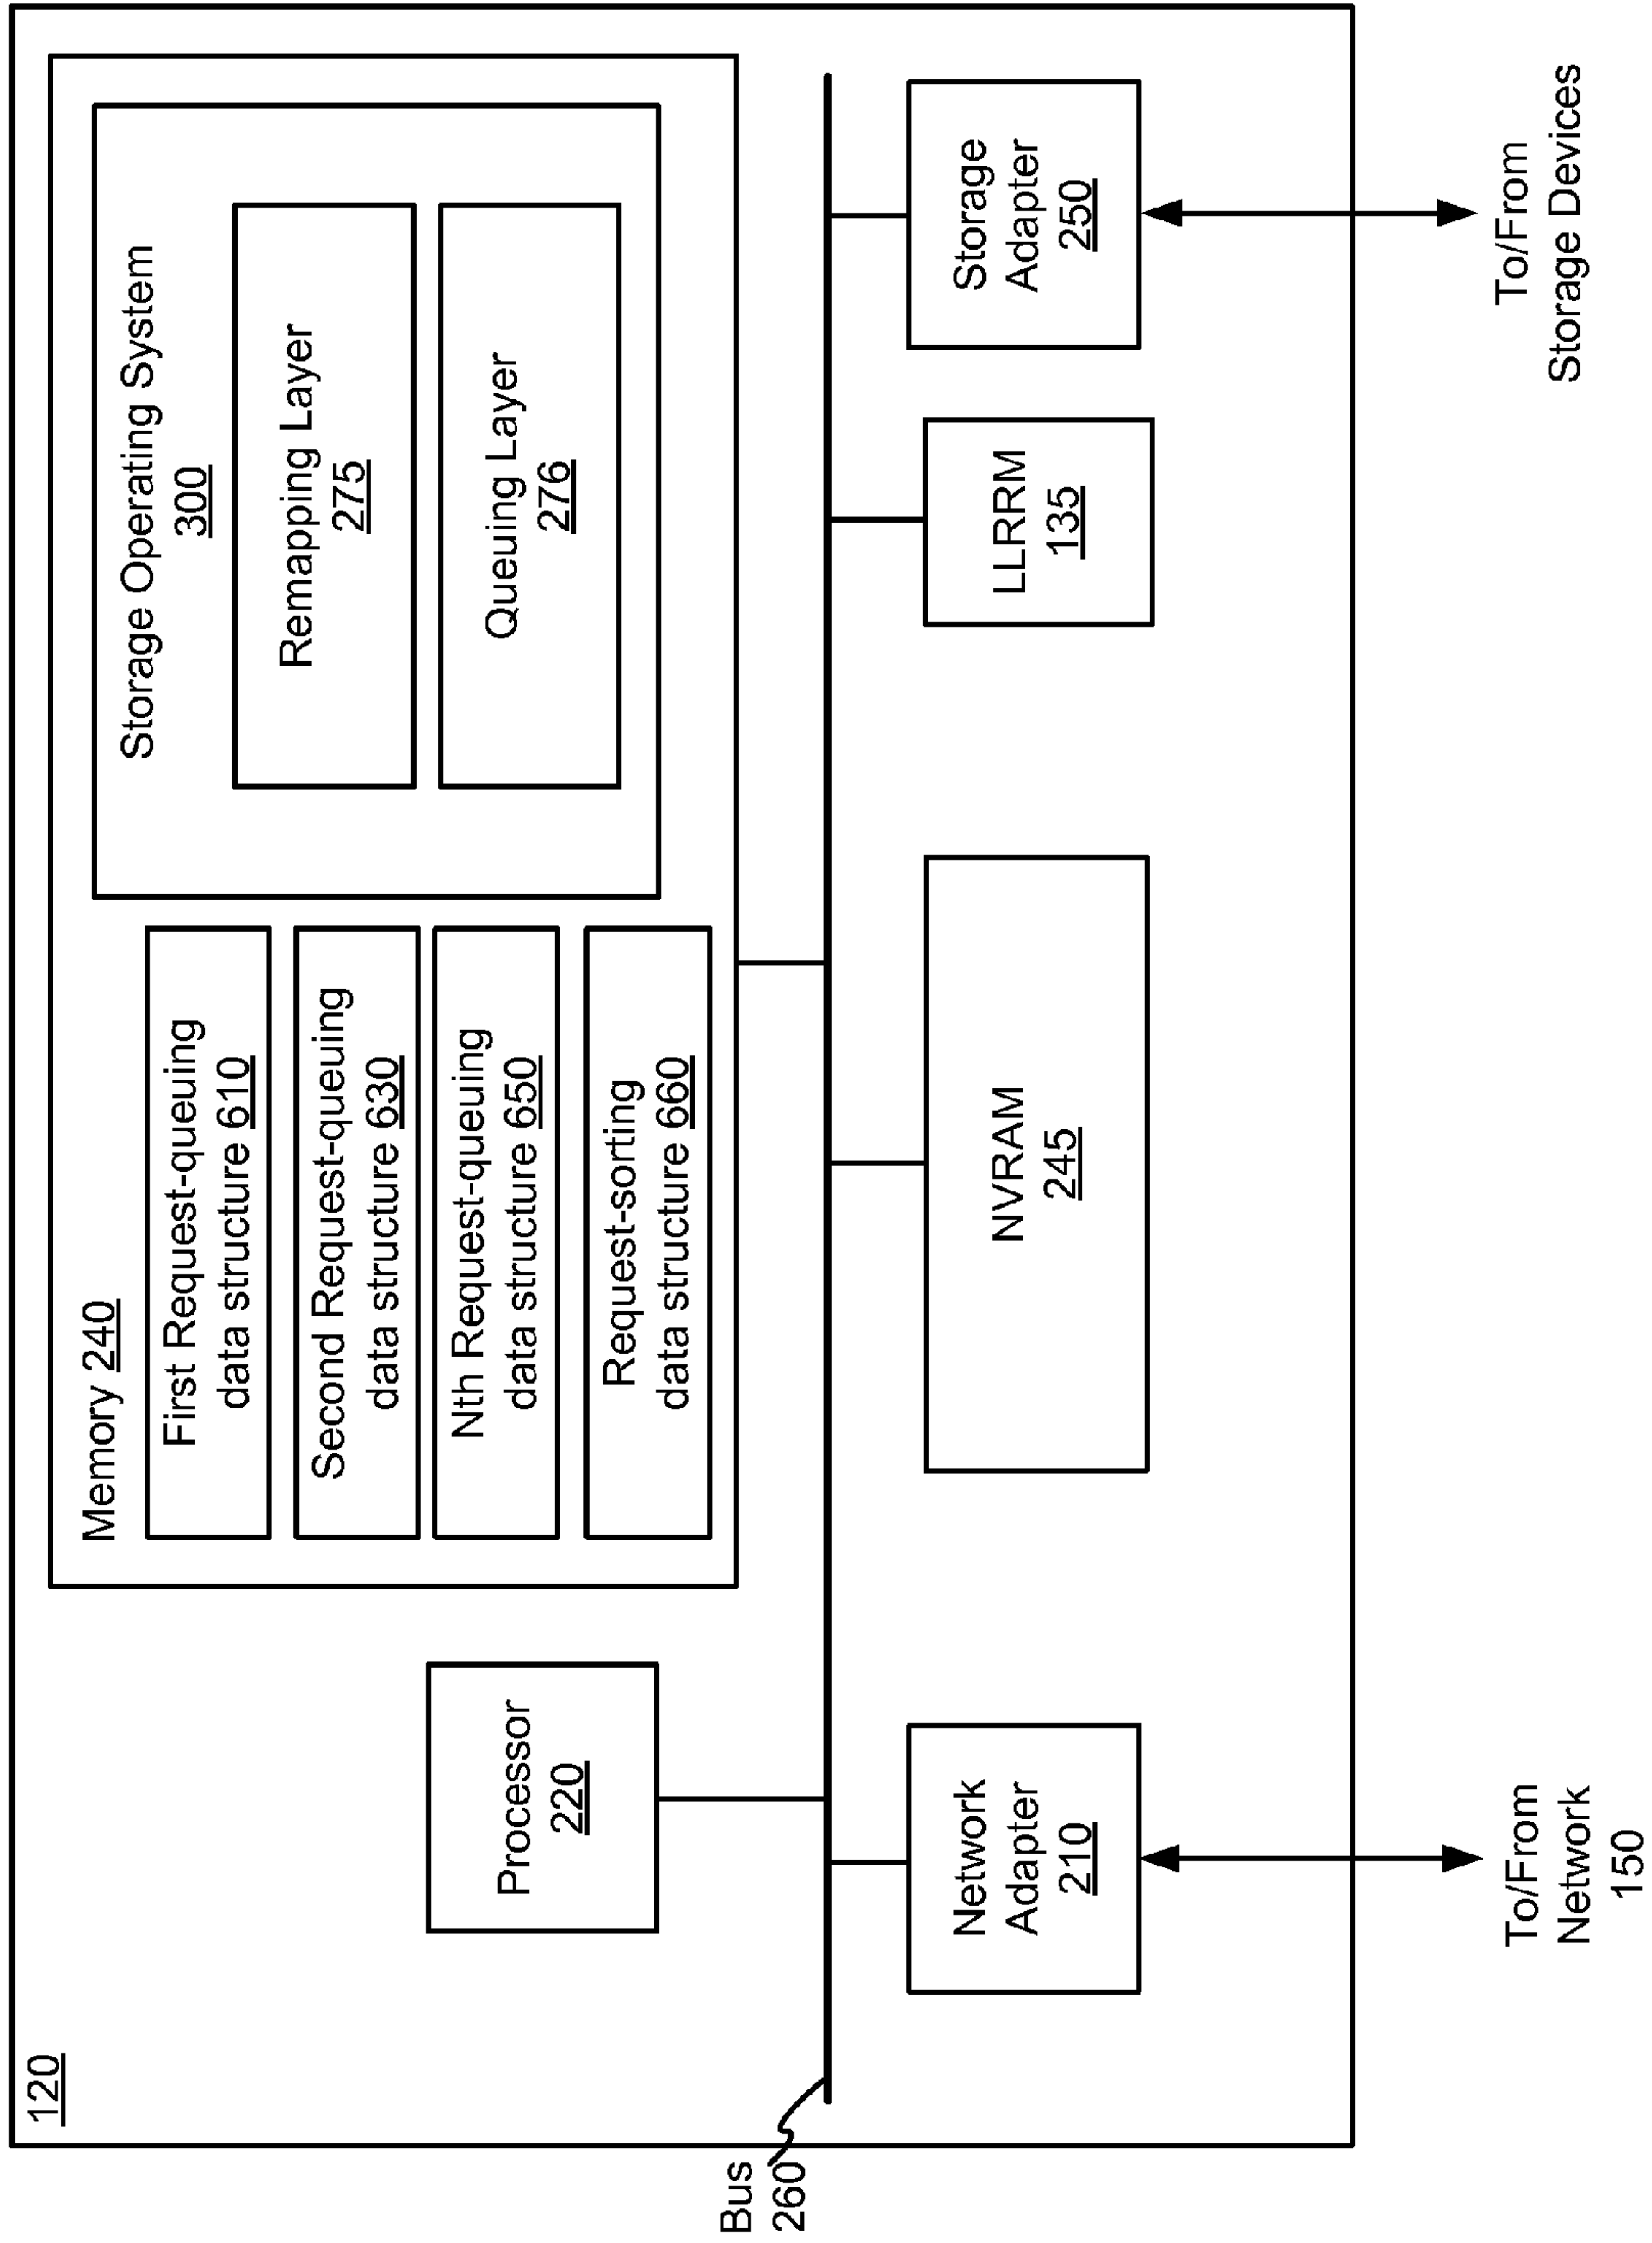 120
Memory 240
First Request-queuing
data structure 610
Second Request-queuing
data structure 630
Nth Request-queuing
data structure 650
Request-sorting
data structure 660
Storage Operating System
300
Remapping Layer
275
Queuing Layer
276
Processor
220
Bus
260
Network
Adapter
210
NVRAM
245
LLRRM
135
Storage
Adapter
250
To/From
Network
150
To/From
Storage Devices